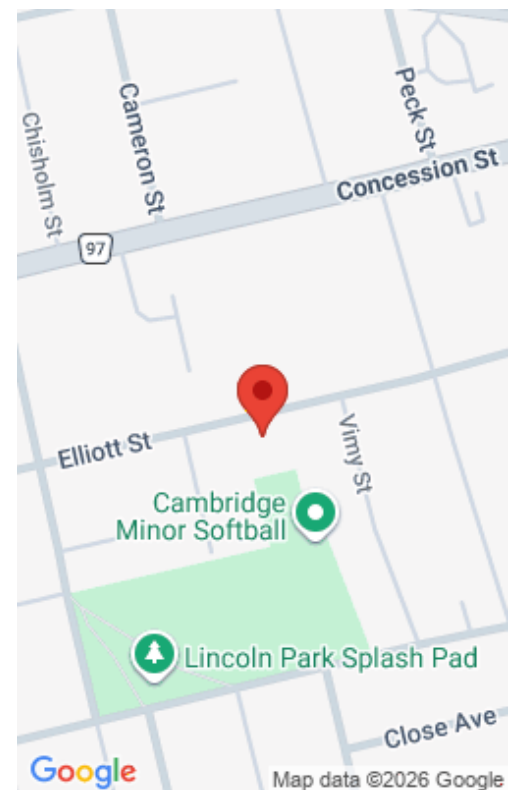 Peck St
Cameron St
Chisholm St
Concession St
97
Elliott St
Vimy St
Cambridge
Minor Softball
Lincoln Park Splash Pad
Close Ave
Google
Map data ©2026 Google